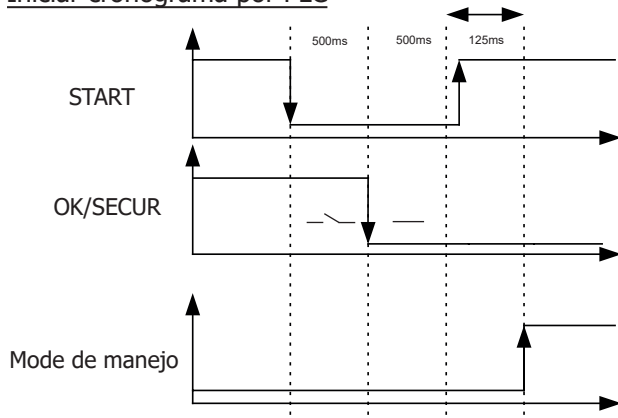 Iniciar cronograma por PLC
500ms 500ms 125ms
START
OK/SECUR
Mode de manejo